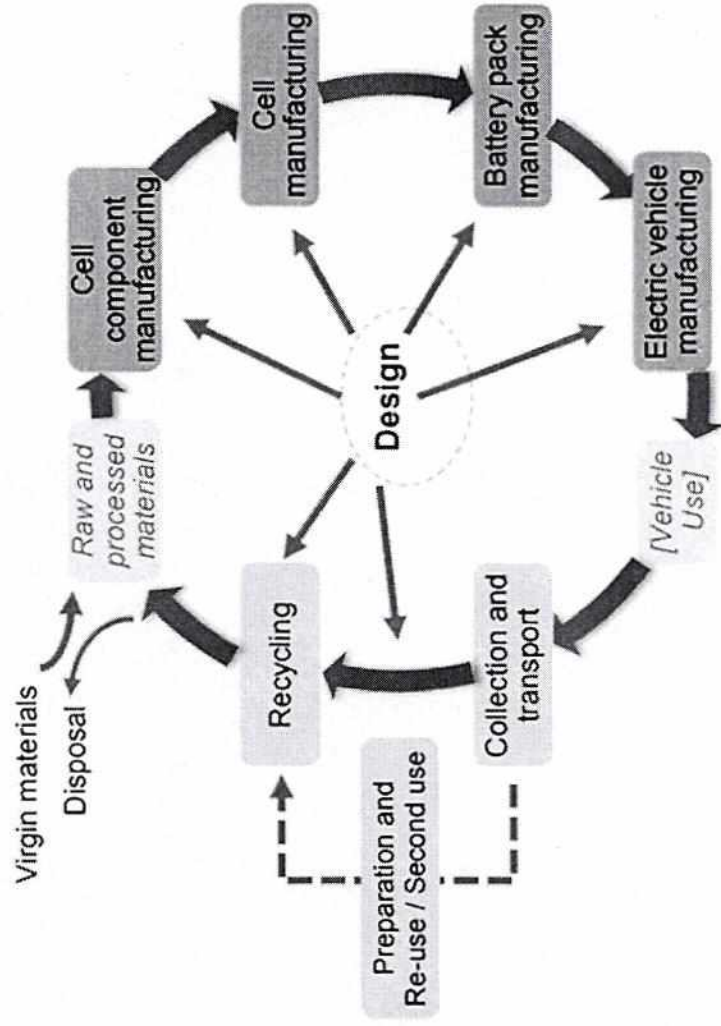 Virgin materials
Disposal
Raw and
processed
materials
Cell
component
manufacturing
Cell
manufacturing
Battery pack
manufacturing
Electric vehicle
manufacturing
[Vehicle
Use]
Collection and
transport
Preparation and
Re-use / Second use
Recycling
Design